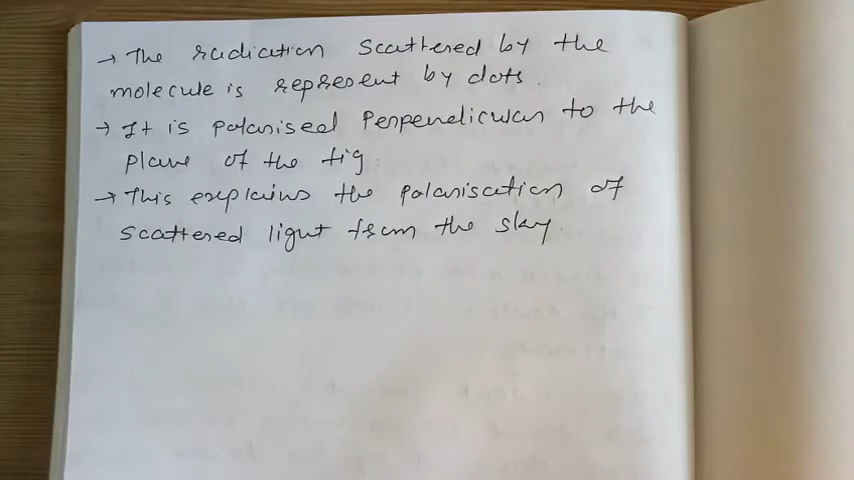 → The radiation scattered by the
molecule is represent by dots.
→ It is polarised perpendicular to the
plane of the fig.
→ This explains the polarisation of
scattered light from the sky.